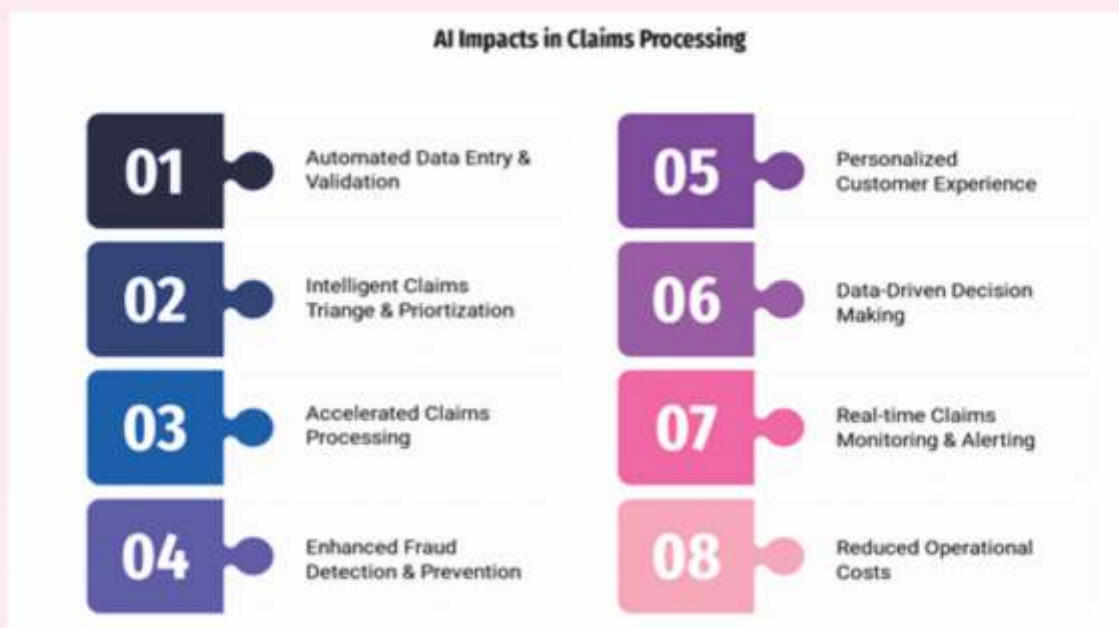 AI Impacts in Claims Processing
01
Automated Data Entry &
Validation
02
Intelligent Claims
Triange & Priortization
03
Accelerated Claims
Processing
04
Enhanced Fraud
Detection & Prevention
05
Personalized
Customer Experience
06
Data-Driven Decision
Making
07
Real-time Claims
Monitoring & Alerting
08
Reduced Operational
Costs